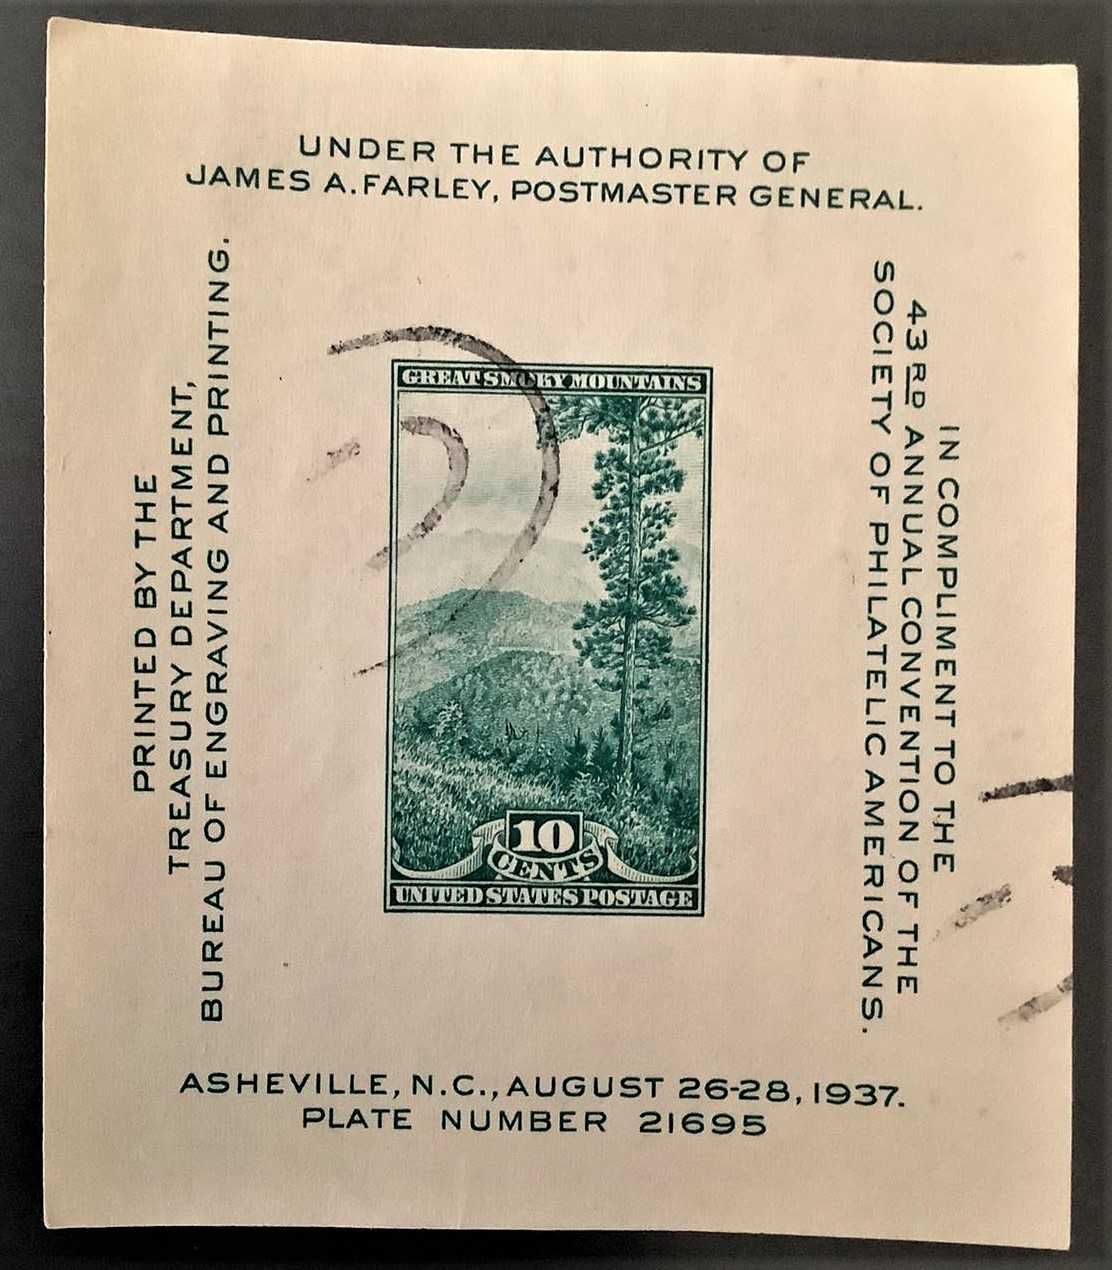 UNDER THE AUTHORITY OF
JAMES A. FARLEY, POSTMASTER GENERAL.
PRINTED BY THE
TREASURY DEPARTMENT,
BUREAU OF ENGRAVING AND PRINTING.
GREAT SMOKY MOUNTAINS
10
CENTS
UNITED STATES POSTAGE
IN COMPLIMENT TO THE
43RD ANNUAL CONVENTION OF THE
SOCIETY OF PHILATELIC AMERICANS.
ASHEVILLE, N.C., AUGUST 26-28, 1937.
PLATE NUMBER 21695